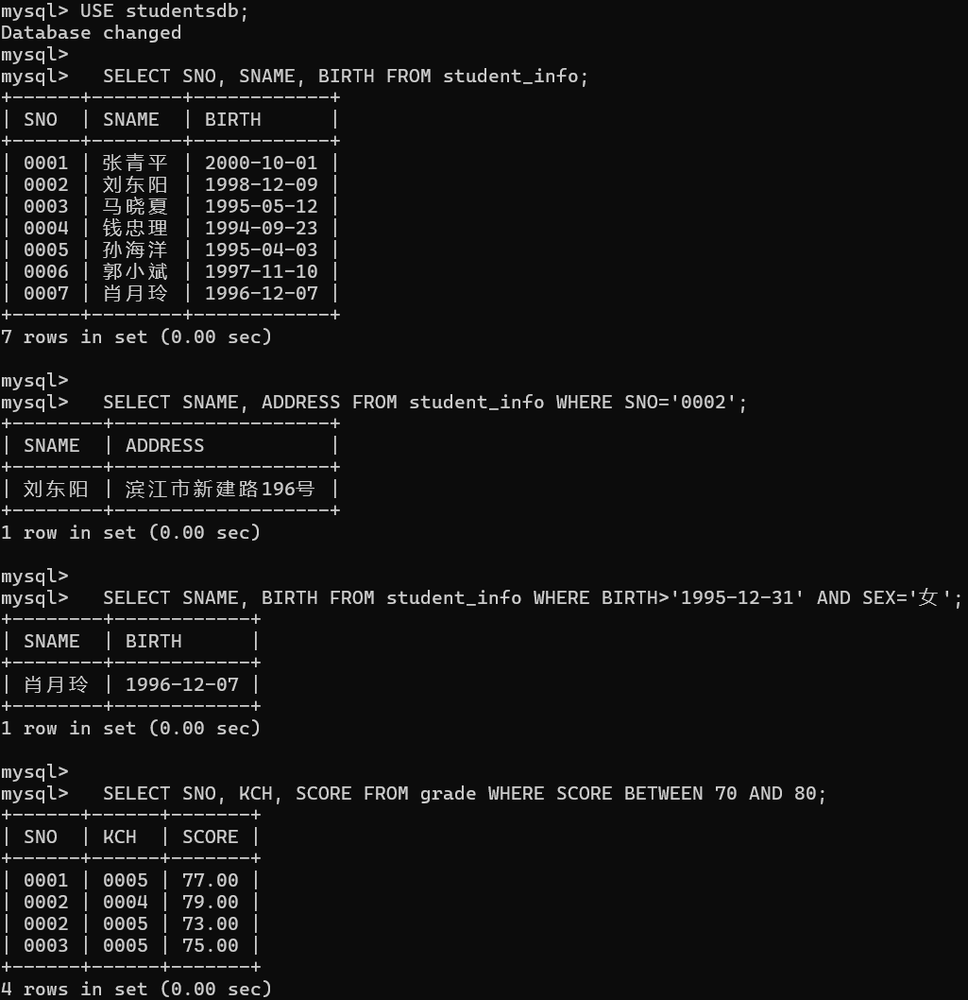 mysql> USE studentsdb;
Database changed
mysql>
mysql>   SELECT SNO, SNAME, BIRTH FROM student_info;
+------+--------+------------+
| SNO  | SNAME  | BIRTH      |
+------+--------+------------+
| 0001 | 张青平 | 2000-10-01 |
| 0002 | 刘东阳 | 1998-12-09 |
| 0003 | 马晓夏 | 1995-05-12 |
| 0004 | 钱忠理 | 1994-09-23 |
| 0005 | 孙海洋 | 1995-04-03 |
| 0006 | 郭小斌 | 1997-11-10 |
| 0007 | 肖月玲 | 1996-12-07 |
+------+--------+------------+
7 rows in set (0.00 sec)

mysql>
mysql>   SELECT SNAME, ADDRESS FROM student_info WHERE SNO='0002';
+--------+-------------------+
| SNAME  | ADDRESS           |
+--------+-------------------+
| 刘东阳 | 滨江市新建路196号 |
+--------+-------------------+
1 row in set (0.00 sec)

mysql>
mysql>   SELECT SNAME, BIRTH FROM student_info WHERE BIRTH>'1995-12-31' AND SEX='女';
+--------+------------+
| SNAME  | BIRTH      |
+--------+------------+
| 肖月玲 | 1996-12-07 |
+--------+------------+
1 row in set (0.00 sec)

mysql>
mysql>   SELECT SNO, KCH, SCORE FROM grade WHERE SCORE BETWEEN 70 AND 80;
+------+------+-------+
| SNO  | KCH  | SCORE |
+------+------+-------+
| 0001 | 0005 | 77.00 |
| 0002 | 0004 | 79.00 |
| 0002 | 0005 | 73.00 |
| 0003 | 0005 | 75.00 |
+------+------+-------+
4 rows in set (0.00 sec)